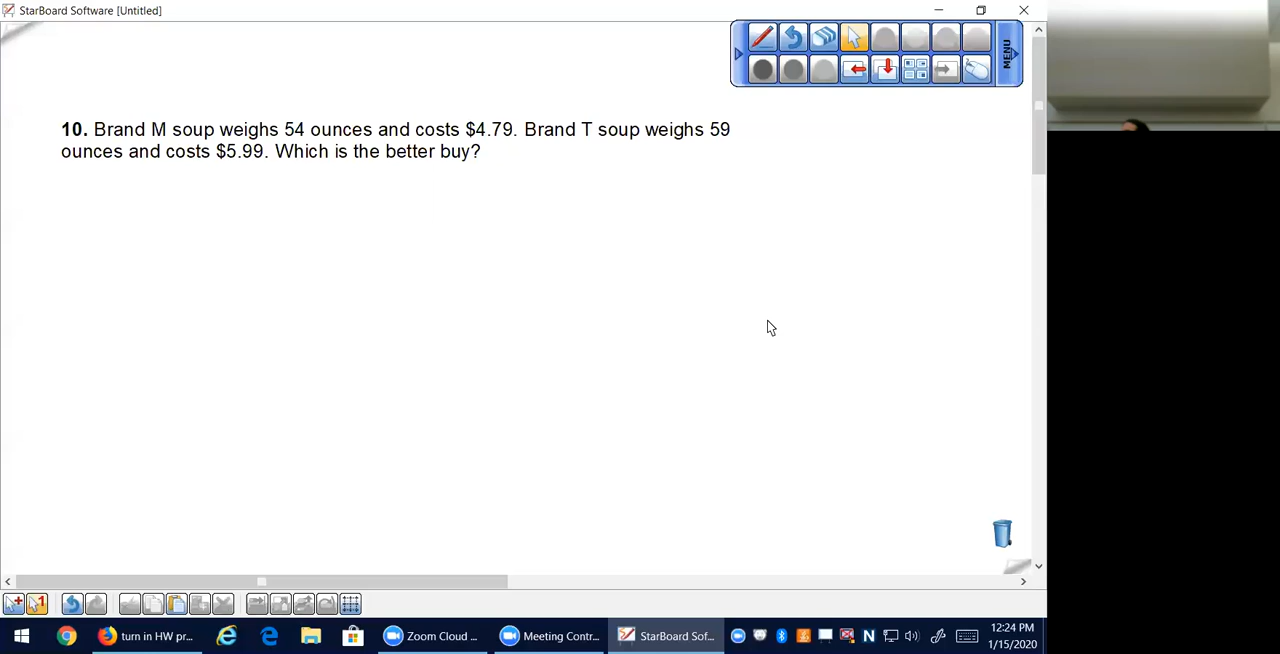 StarBoard Software [Untitled]
MENU
10. Brand M soup weighs 54 ounces and costs $4.79. Brand T soup weighs 59
ounces and costs $5.99. Which is the better buy?
turn in HW pr...
Zoom Cloud ...
Meeting Contr...
StarBoard Sof...
12:24 PM
1/15/2020